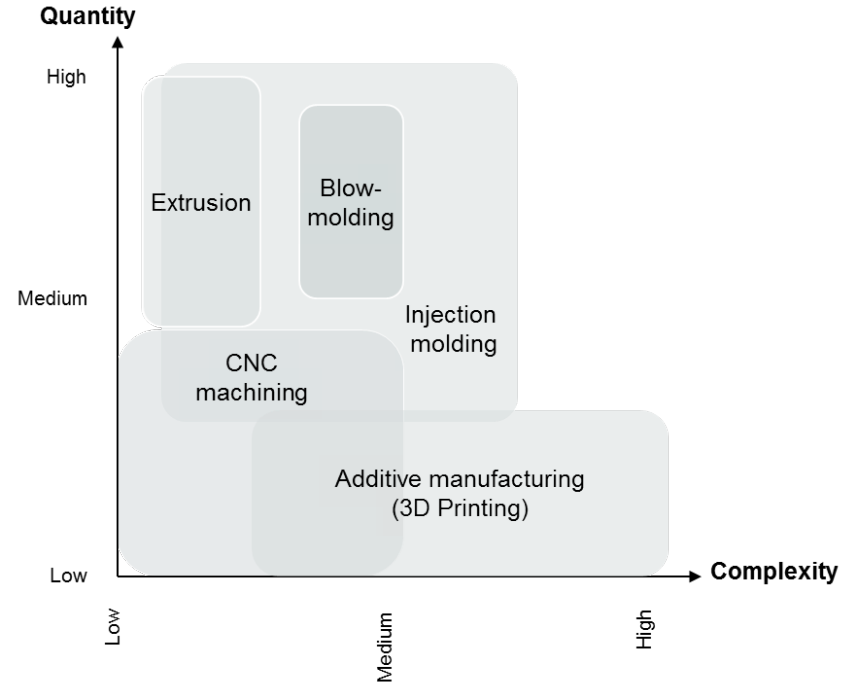 Quantity
High
Extrusion
Blow-
molding
Medium
Injection
molding
CNC
machining
Additive manufacturing
(3D Printing)
Low
Complexity
Low
Medium
High